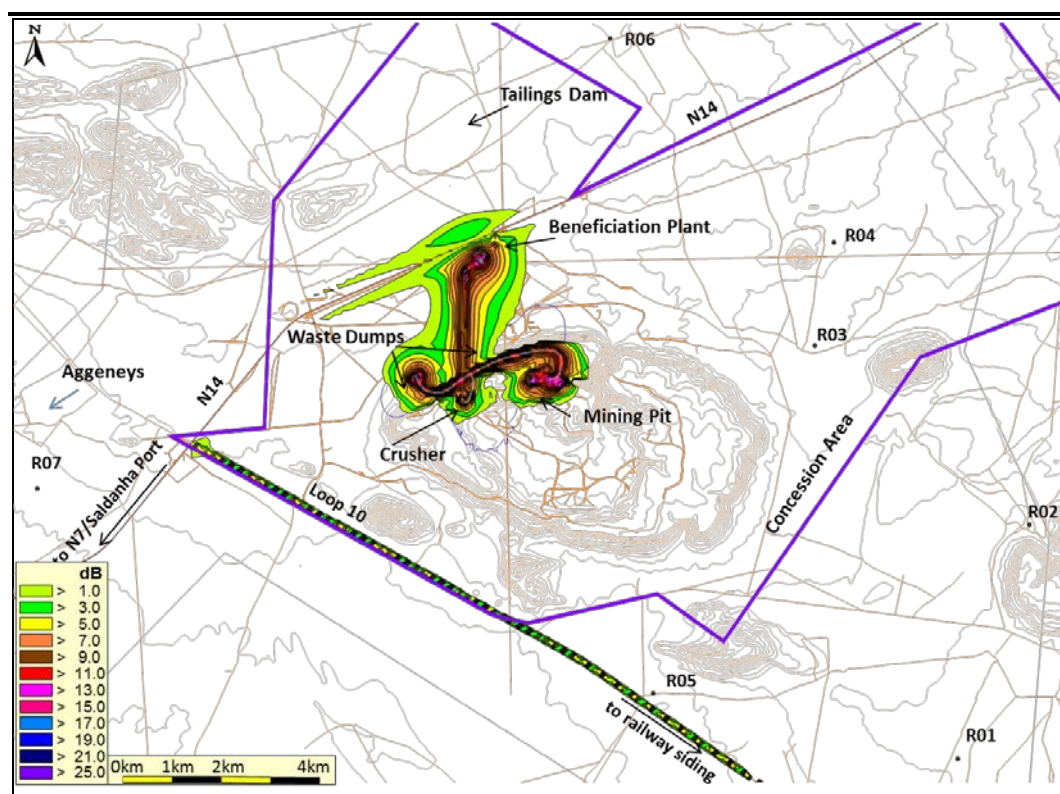 N
R06
Tailings Dam
N14
Beneficiation Plant
R04
Waste Dumps
R03
Aggeneys
N14
Mining Pit
Crusher
R07
Loop 10
Concession Area
R02
to N7/Saldanha Port
R05
to railway siding
R01
dB
> 1.0
> 3.0
> 5.0
> 7.0
> 9.0
> 11.0
> 13.0
> 15.0
> 17.0
> 19.0
> 21.0
> 25.0
0km 1km 2km 4km